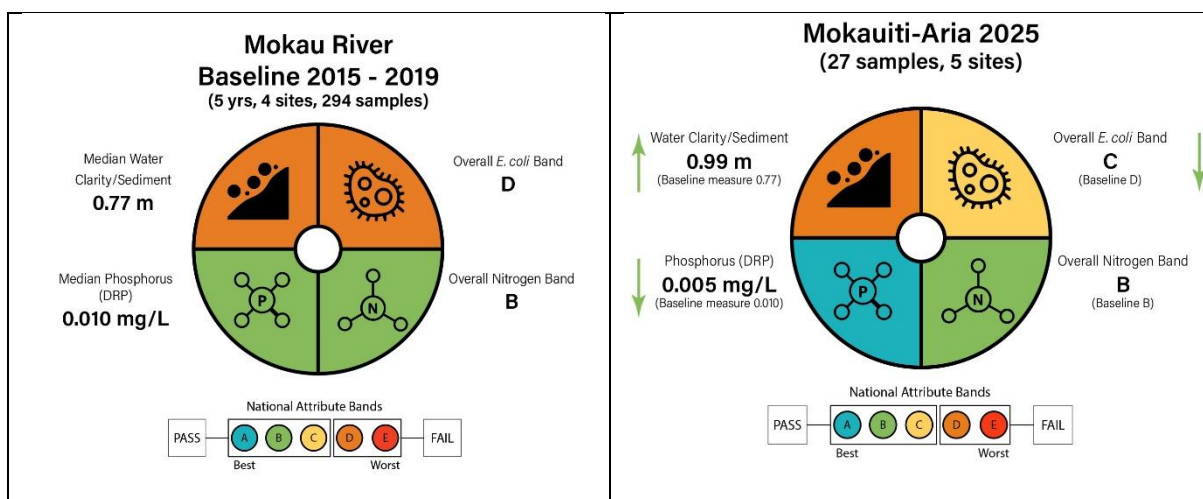 Mokau River
Baseline 2015 - 2019
(5 yrs, 4 sites, 294 samples)
Median Water
Clarity/Sediment
0.77 m
Overall E. coli Band
D
Median Phosphorus
(DRP)
0.010 mg/L
Overall Nitrogen Band
B
P
N
National Attribute Bands
PASS
A
B
C
D
E
FAIL
Best
Worst
Mokauiti-Aria 2025
(27 samples, 5 sites)
Water Clarity/Sediment
0.99 m
(Baseline measure 0.77)
Overall E. coli Band
C
(Baseline D)
Phosphorus (DRP)
0.005 mg/L
(Baseline measure 0.010)
Overall Nitrogen Band
B
(Baseline B)
P
N
National Attribute Bands
PASS
A
B
C
D
E
FAIL
Best
Worst